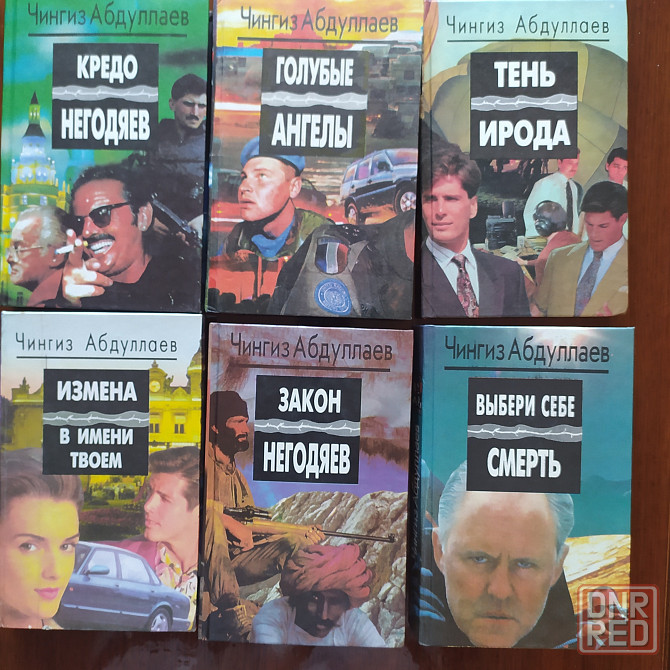 Чингиз Абдуллаев
КРЕДО
НЕГОДЯЕВ
Чингиз Абдуллаев
ГОЛУБЫЕ
АНГЕЛЫ
Чингиз Абдуллаев
ТЕНЬ
ИРОДА
Чингиз Абдуллаев
ИЗМЕНА
В ИМЕНИ
ТВОЕМ
Чингиз Абдуллаев
ЗАКОН
НЕГОДЯЕВ
Чингиз Абдуллаев
ВЫБЕРИ СЕБЕ
СМЕРТЬ
DNR
RED